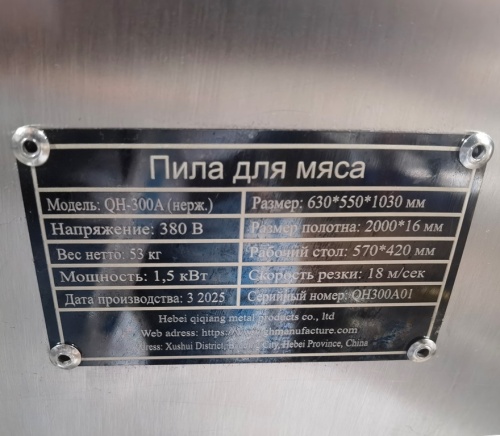 Пила для мяса
Модель: QH-300A (нерж.) Размер: 630*550*1030 мм
Напряжение: 380 В Размер полотна: 2000*16 мм
Вес нетто: 53 кг Рабочий стол: 570*420 мм
Мощность: 1,5 кВт Скорость резки: 18 м/сек
Дата производства: 3 2025 Серийный номер: QH300A01
Hebei qiqiang metal products co., ltd
Web adress:
Xushui District, City, Hebei Province, China